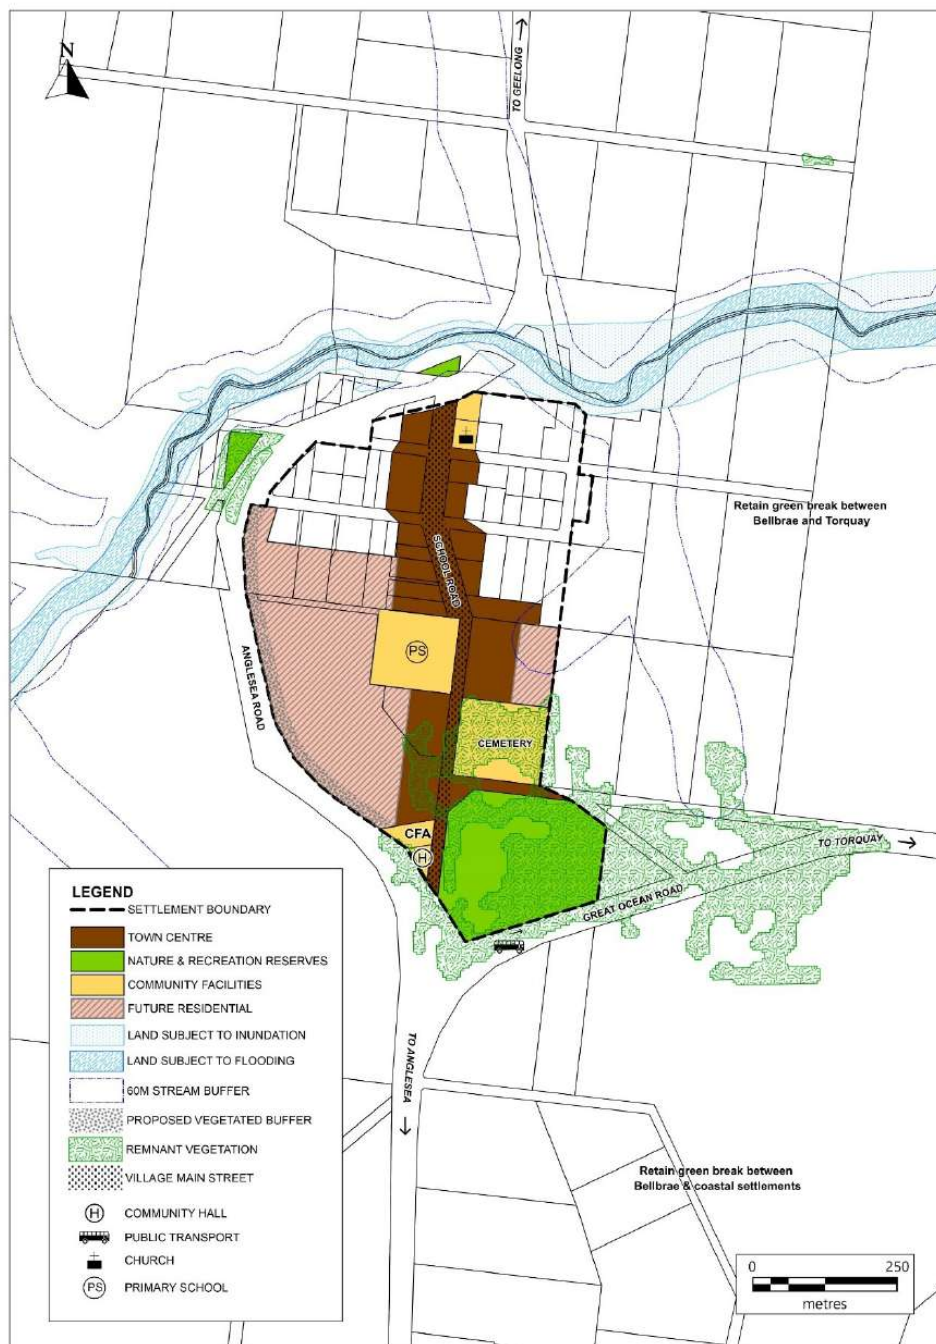 N
TO GEELONG
Retain green break between
Bellbrae and Torquay
SCHOOL ROAD
PS
ANGLESEA ROAD
CEMETERY
CFA
H
TO TORQUAY
GREAT OCEAN ROAD
LEGEND
SETTLEMENT BOUNDARY
TOWN CENTRE
NATURE & RECREATION RESERVES
COMMUNITY FACILITIES
FUTURE RESIDENTIAL
LAND SUBJECT TO INUNDATION
LAND SUBJECT TO FLOODING
60M STREAM BUFFER
PROPOSED VEGETATED BUFFER
REMNANT VEGETATION
VILLAGE MAIN STREET
H COMMUNITY HALL
PUBLIC TRANSPORT
CHURCH
PS PRIMARY SCHOOL
TO ANGLESEA
Retain green break between
Bellbrae & coastal settlements
0 250
metres